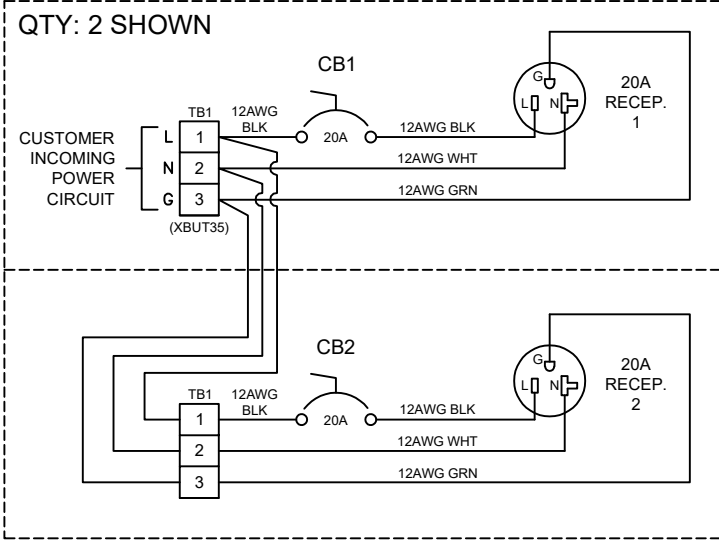 QTY: 2 SHOWN
CB1
20A
RECEP.
1
G
L
N
TB1
12AWG
BLK
20A
12AWG BLK
CUSTOMER
INCOMING
POWER
CIRCUIT
L
N
G
1
2
3
12AWG WHT
12AWG GRN
(XBUT35)
CB2
20A
RECEP.
2
G
L
N
TB1
12AWG
BLK
20A
12AWG BLK
1
2
3
12AWG WHT
12AWG GRN